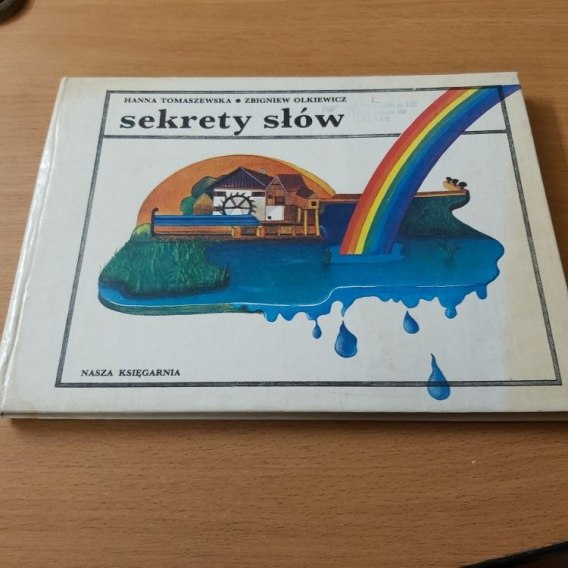 HANNA TOMASZEWSKA • ZBIGNIEW OLKIEWICZ
sekrety słów
NASZA KSIĘGARNIA